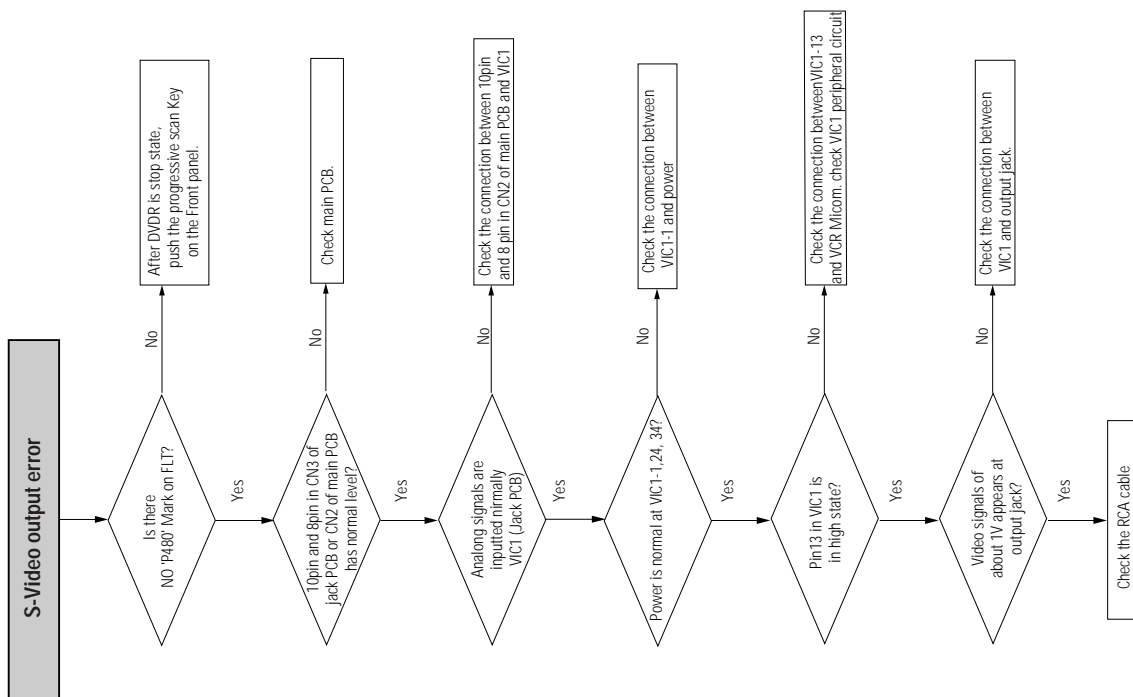 S-Video output error
Is there
NO 'P480' Mark on FLT?
No
After DVDR is stop state,
push the progressive scan Key
on the Front panel.
Yes
10pin and 8pin in CN3 of
jack PCB or CN2 of main PCB
has normal level?
No
Check main PCB.
Yes
Analong signals are
inputted nirmally
VIC1 (Jack PCB)
No
Check the connection between 10pin
and 8 pin in CN2 of main PCB and VIC1
Yes
Power is normal at VIC1-1,24, 34?
No
Check the connection between
VIC1-1 and power
Yes
Pin13 in VIC1 is
in high state?
No
Check the connection betweenVIC1-13
and VCR Micom. check VIC1 peripheral circuit
Yes
Video signals of
about 1V appears at
output jack?
No
Check the connection between
VIC1 and output jack.
Yes
Check the RCA cable